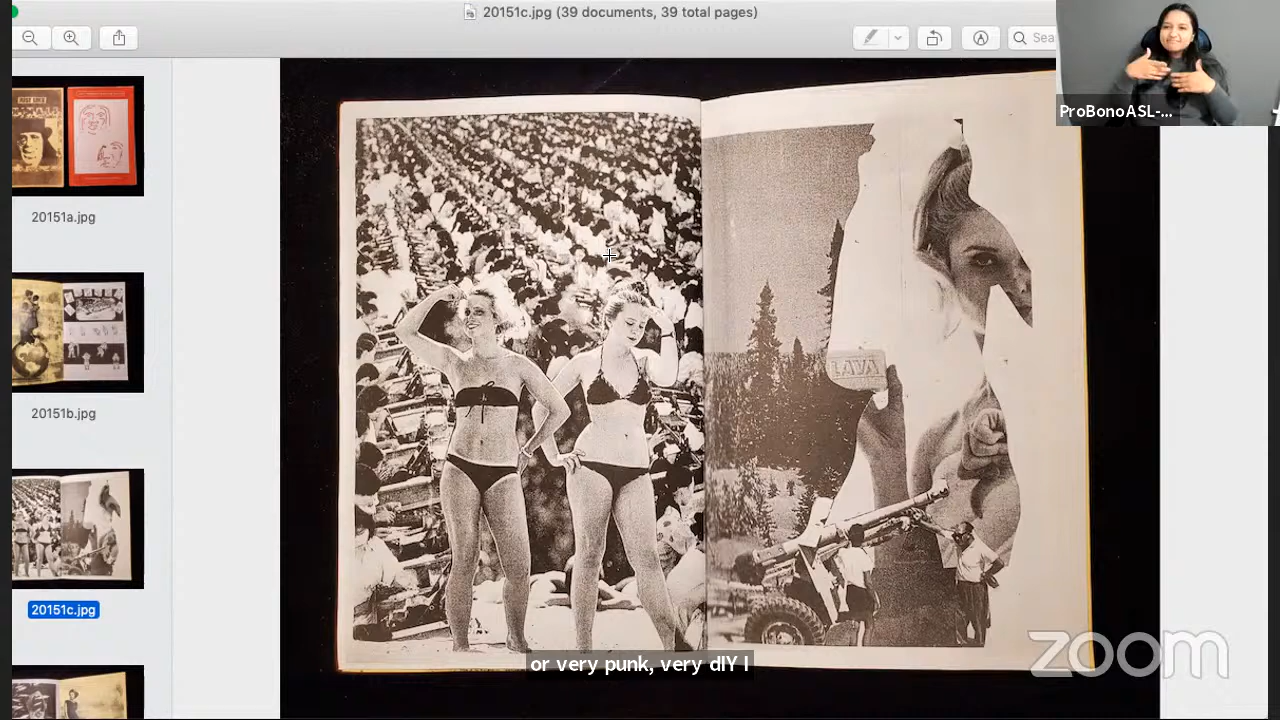 20151c.jpg (39 documents, 39 total pages)
Sea
ProBonoASL-...
20151a.jpg
20151b.jpg
20151c.jpg
LAVA
or very punk, very dIY I
zoom